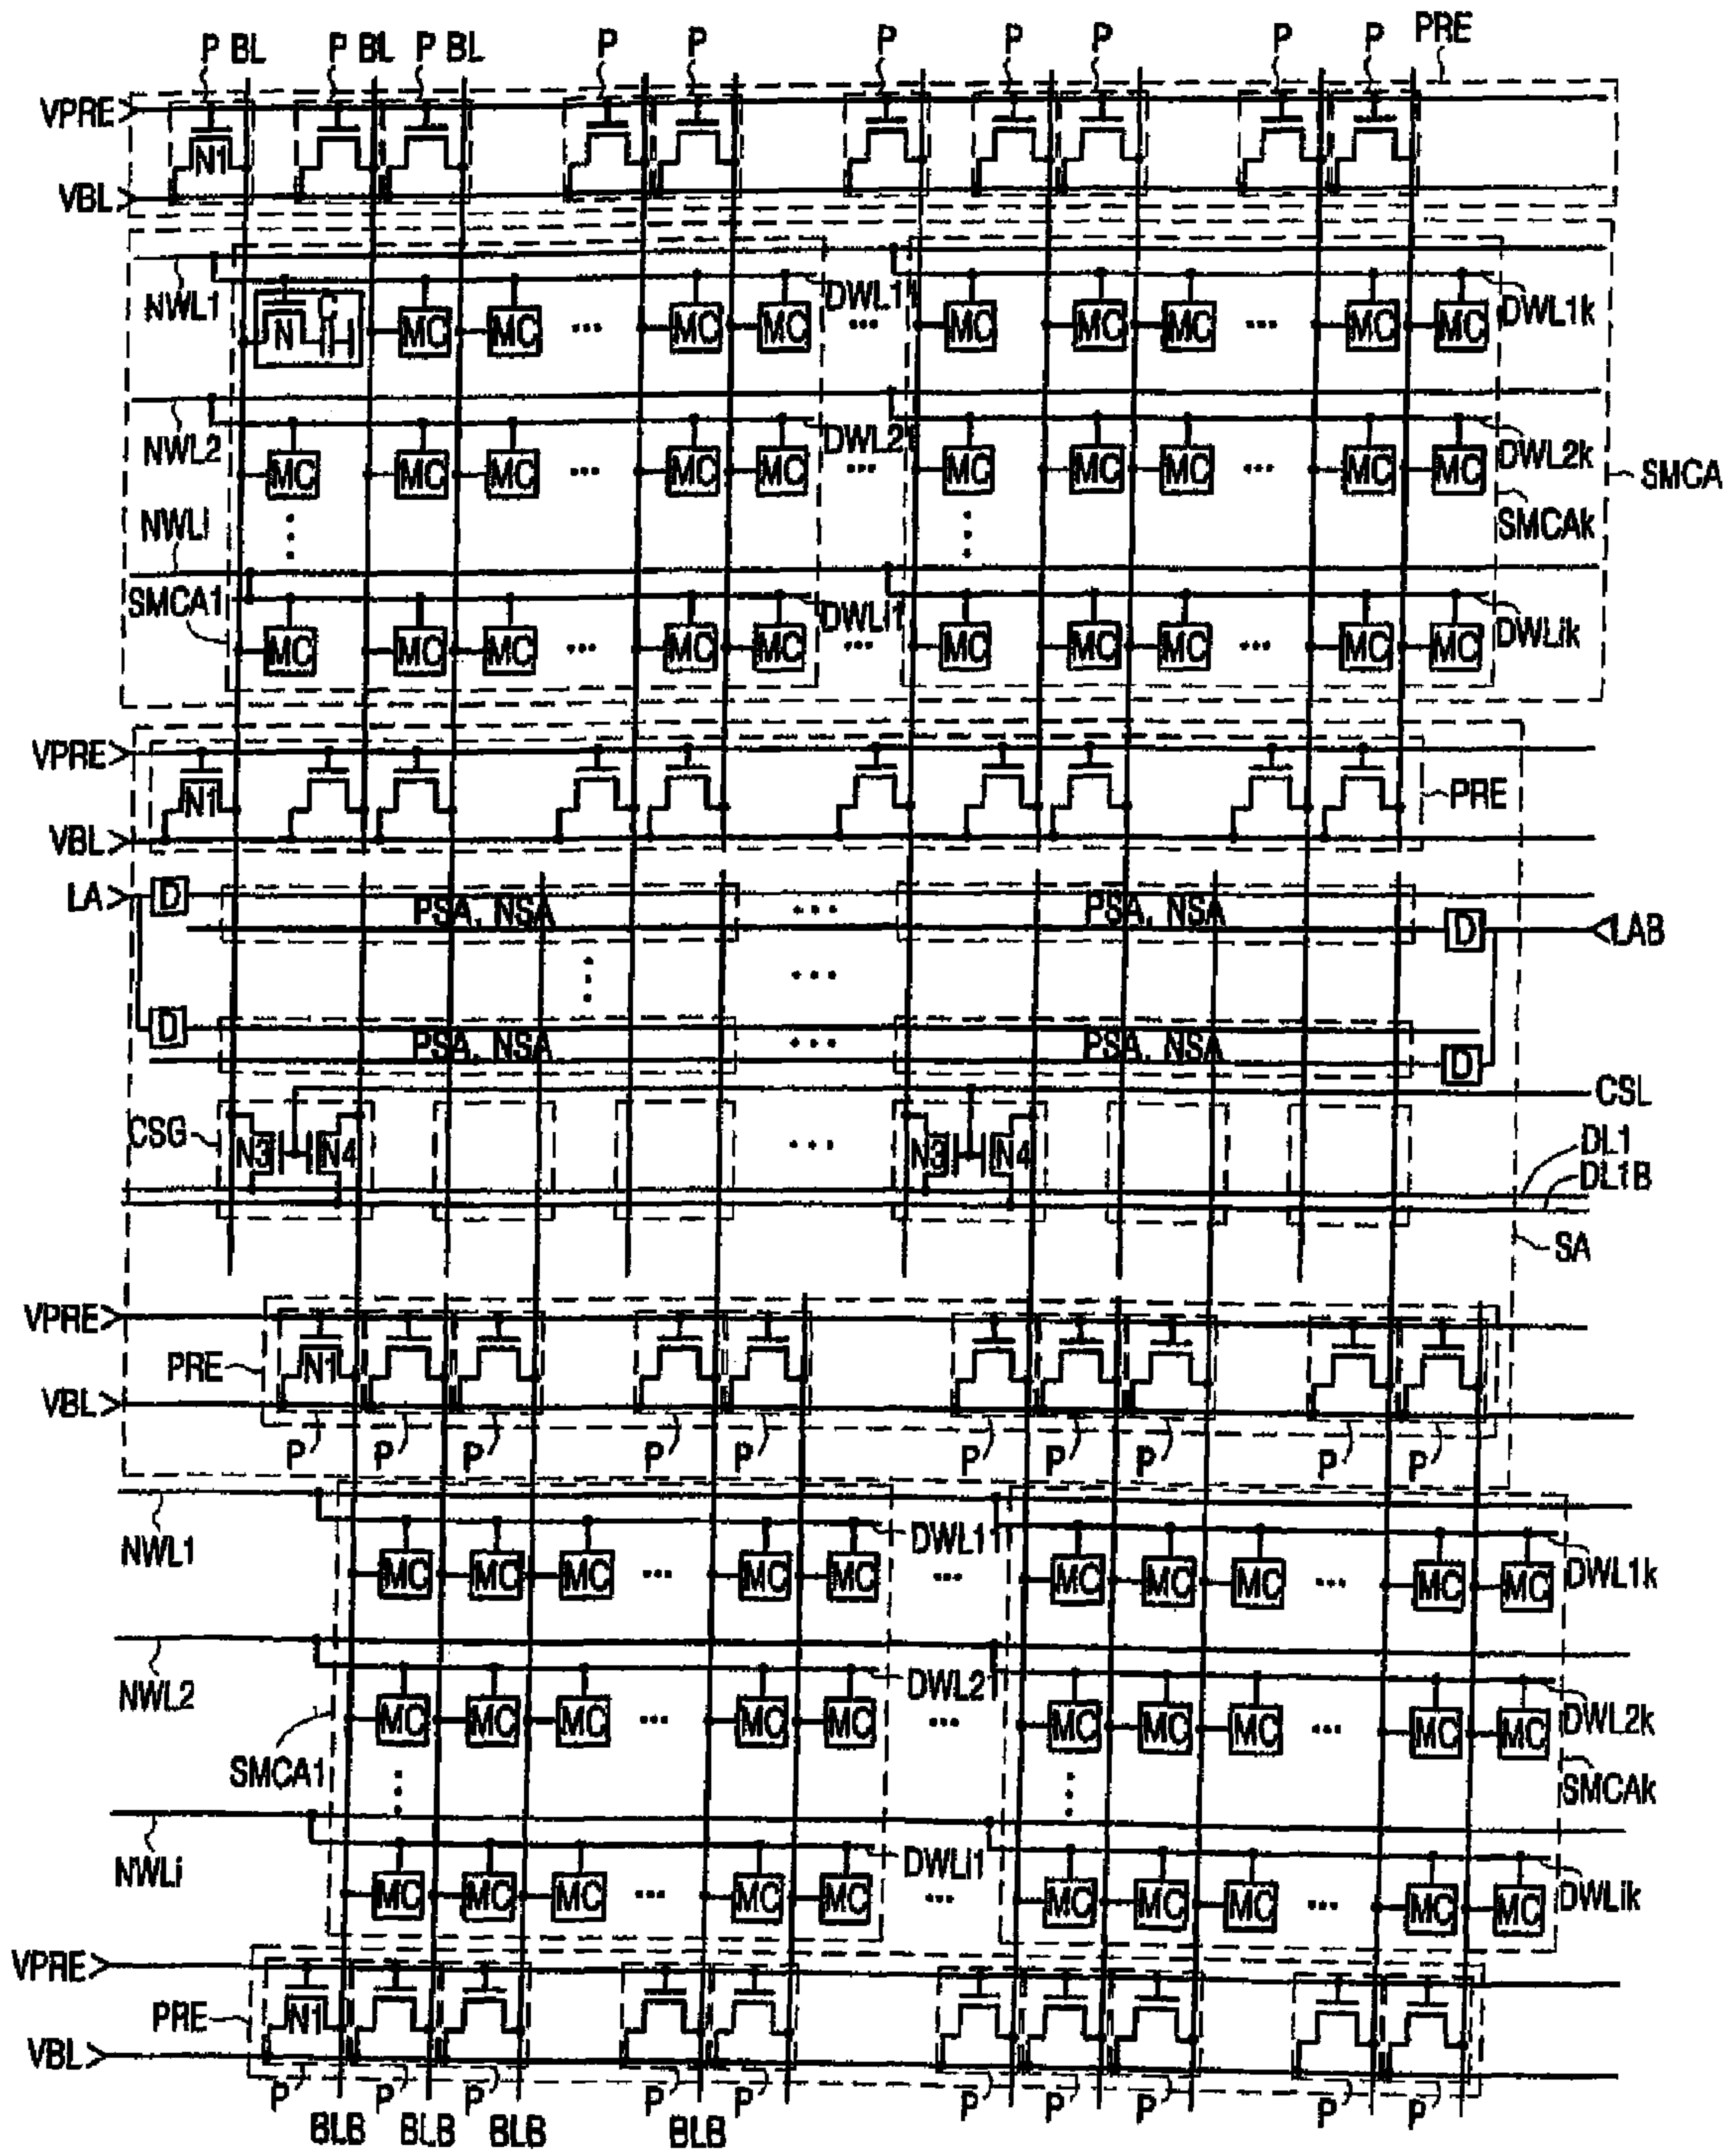 P BL P BL P BL P P P P P P P PRE
VPRE
N1
VBL
NWL1
N C MC MC ... MC MC DWL11 ... MC MC MC ... MC MC DWL1k
NWL2
MC MC MC ... MC MC DWL21 ... MC MC MC ... MC MC DWL2k
SMCA
NWLi
SMCAk
SMCA1
MC MC MC ... MC MC DWLi1 ... MC MC MC ... MC MC DWLik
VPRE
N1 PRE
VBL
LA D PSA, NSA ... PSA, NSA D LAB
...
D PSA, NSA ... PSA, NSA D
CSL
CSG N3 N4 ... N3 N4 DL1
DL1B
SA
VPRE
PRE N1
VBL
P P P P P P P P P P
NWL1 DWL11
MC MC MC ... MC MC ... MC MC MC ... MC MC DWL1k
NWL2 DWL21
MC MC MC ... MC MC ... MC MC MC ... MC MC DWL2k
SMCA1 SMCAk
NWLi DWLi1
MC MC MC ... MC MC ... MC MC MC ... MC MC DWLik
VPRE
PRE N1
VBL
P P P P P P P P P P
BLB BLB BLB BLB